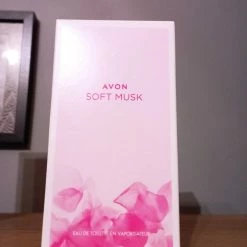 AVON
SOFT MUSK
EAU DE TOILETTE EN VAPORISATEUR